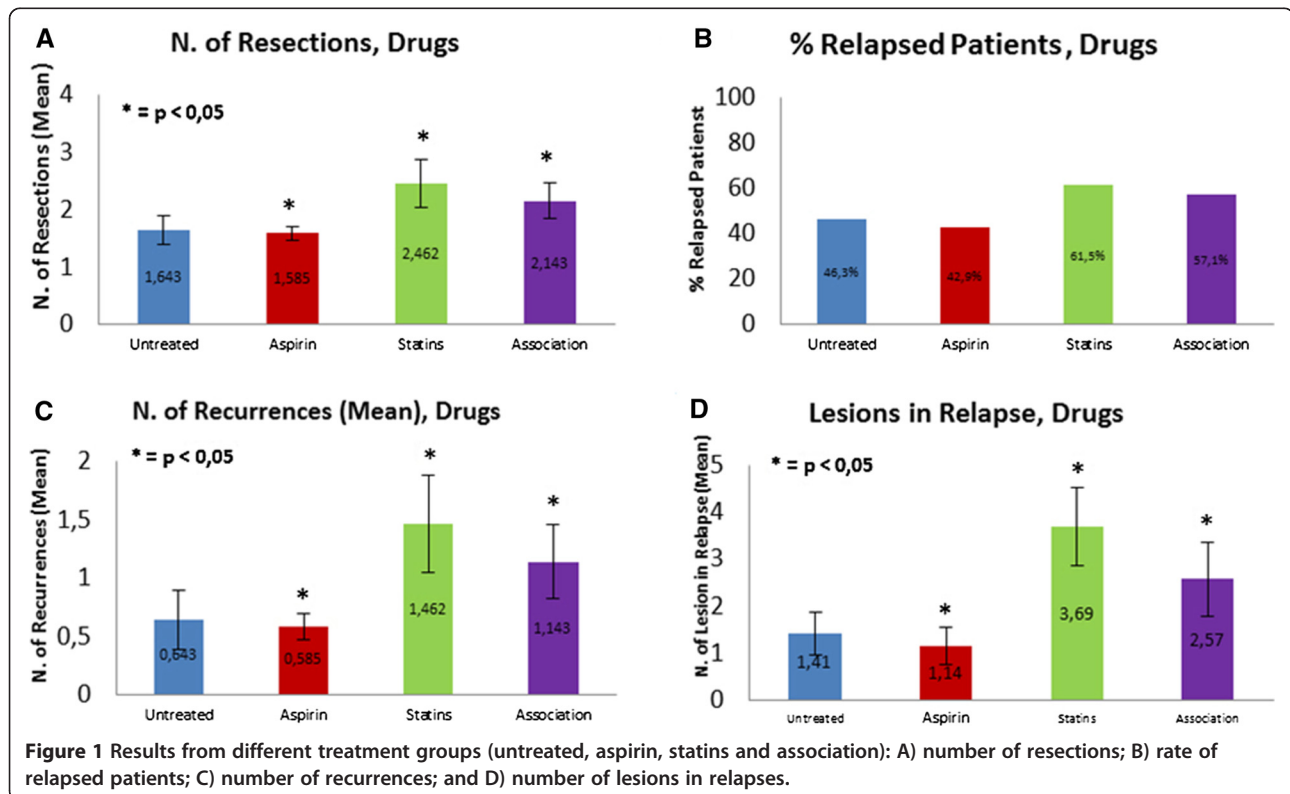 A
N. of Resections, Drugs
N. of Resections (Mean)
* = p < 0,05
4
3
2
1
0
*
*
*
1,643
1,585
2,462
2,143
Untreated
Aspirin
Statins
Association
B
% Relapsed Patients, Drugs
% Relapsed Patienst
100
80
60
40
20
0
46,3%
42,9%
61,5%
57,1%
Untreated
Aspirin
Statins
Association
C
N. of Recurrences (Mean), Drugs
N. of Recurrences (Mean)
* = p < 0,05
2
1,5
1
0,5
0
*
*
*
0,643
0,585
1,462
1,143
Untreated
Aspirin
Statins
Association
D
Lesions in Relapse, Drugs
N. of Lesion in Relapse (Mean)
* = p < 0,05
5
4
3
2
1
0
*
*
*
1,41
1,14
3,69
2,57
Untreated
Aspirin
Statins
Association
Figure 1 Results from different treatment groups (untreated, aspirin, statins and association): A) number of resections; B) rate of
relapsed patients; C) number of recurrences; and D) number of lesions in relapses.